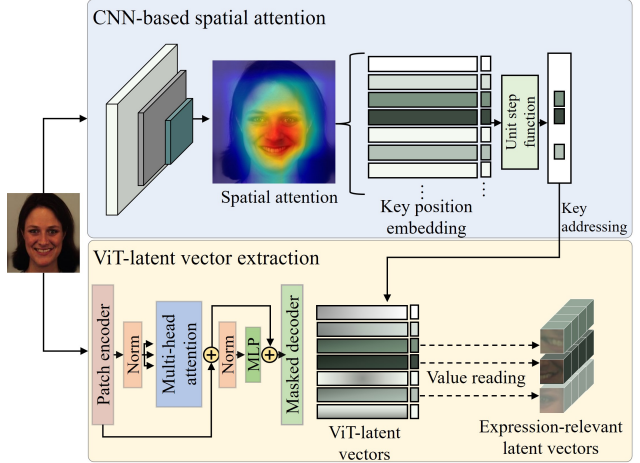 CNN-based spatial attention
Spatial attention
Key position
embedding
Unit step
function
Key
addressing
ViT-latent vector extraction
Patch encoder
Norm
Multi-head
attention
Norm
MLP
Masked decoder
ViT-latent
vectors
Value reading
Expression-relevant
latent vectors